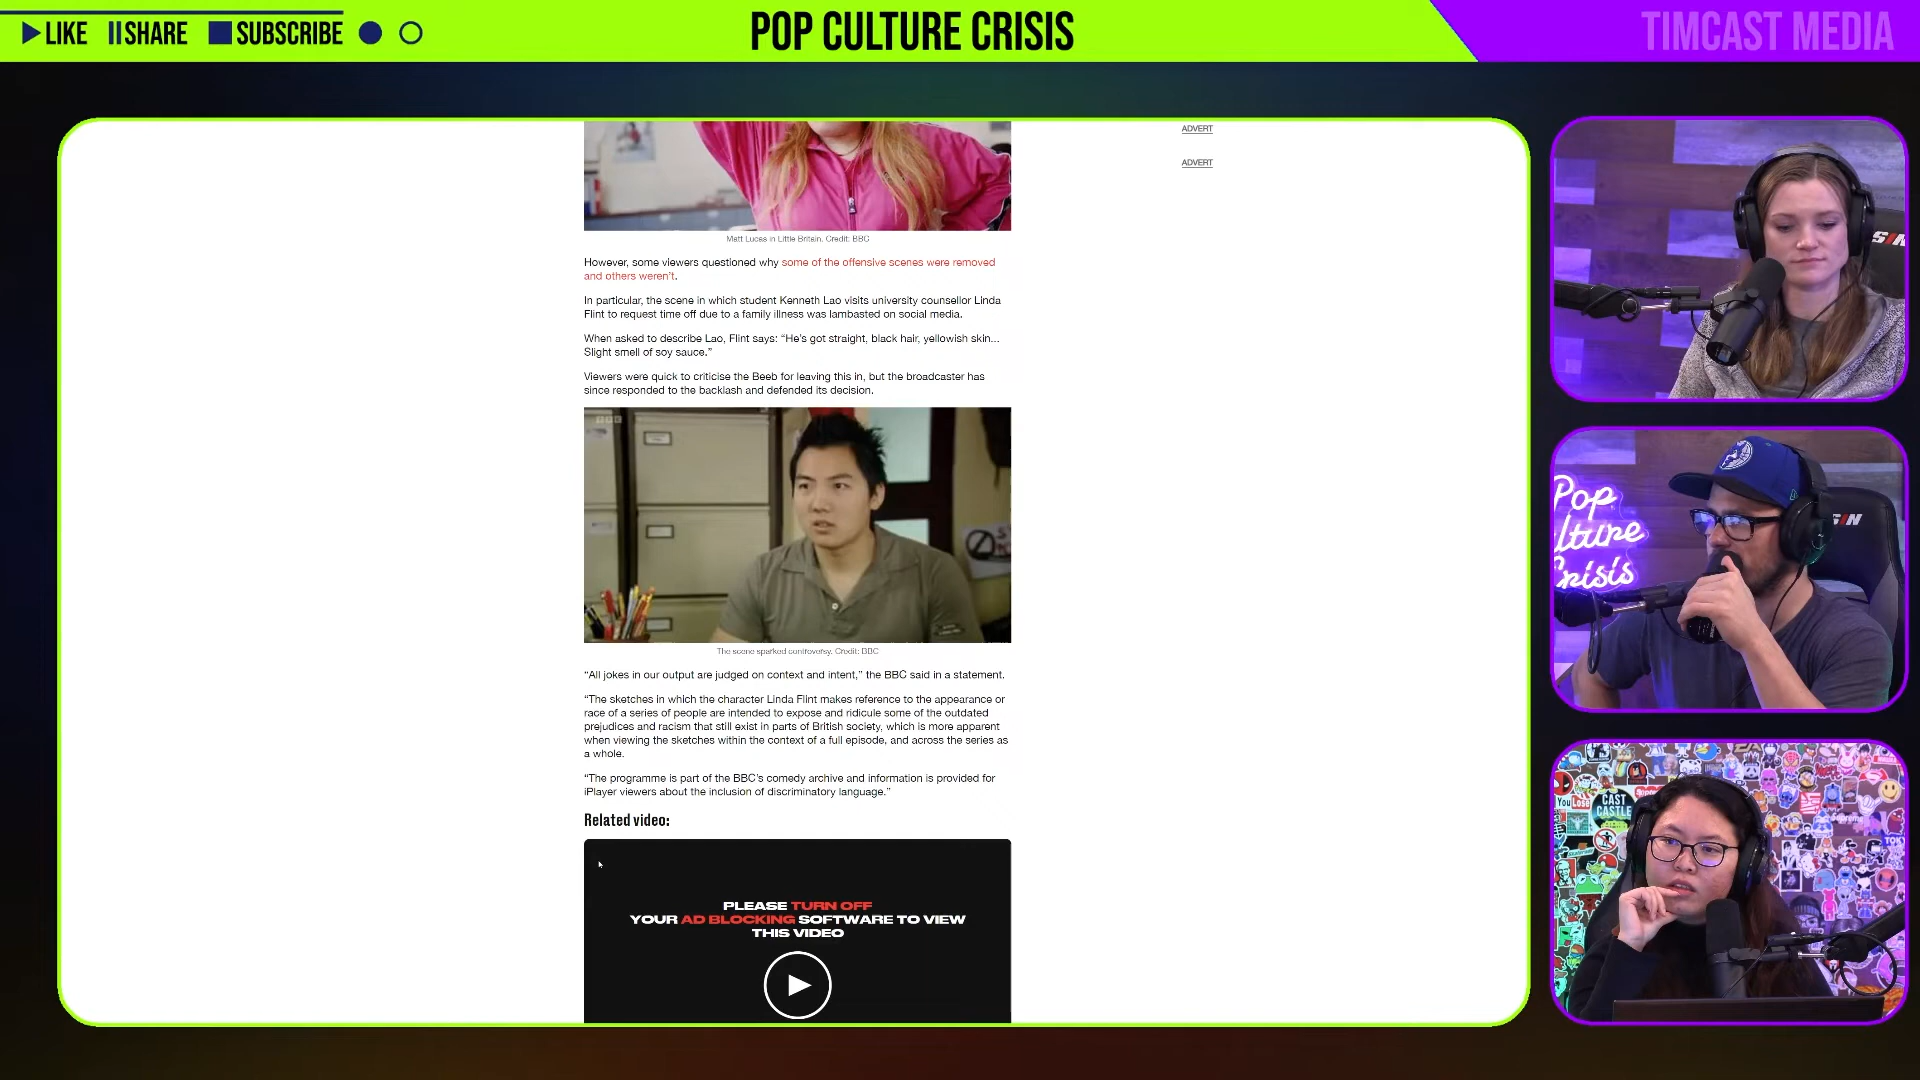 LIKE SHARE SUBSCRIBE
POP CULTURE CRISIS
TIMCAST MEDIA
ADVERT
ADVERT
Matt Lucas in Little Britain. Credit: BBC
However, some viewers questioned why some of the offensive scenes were removed
and others weren't.
In particular, the scene in which student Kenneth Lao visits university counsellor Linda
Flint to request time off due to a family illness was lambasted on social media.
When asked to describe Lao, Flint says: “He's got straight, black hair, yellowish skin...
Slight smell of soy sauce.”
Viewers were quick to criticise the Beeb for leaving this in, but the broadcaster has
since responded to the backlash and defended its decision.
BBC
The scene sparked controversy. Credit: BBC
“All jokes in our output are judged on context and intent,” the BBC said in a statement.
“The sketches in which the character Linda Flint makes reference to the appearance or
race of a series of people are intended to expose and ridicule some of the outdated
prejudices and racism that still exist in parts of British society, which is more apparent
when viewing the sketches within the context of a full episode, and across the series as
a whole.
“The programme is part of the BBC's comedy archive and information is provided for
iPlayer viewers about the inclusion of discriminatory language.”
Related video:
PLEASE TURN OFF
YOUR AD BLOCKING SOFTWARE TO VIEW
THIS VIDEO
Pop
lture
Crisis
You Lose
CAST
CASTLE
Supreme